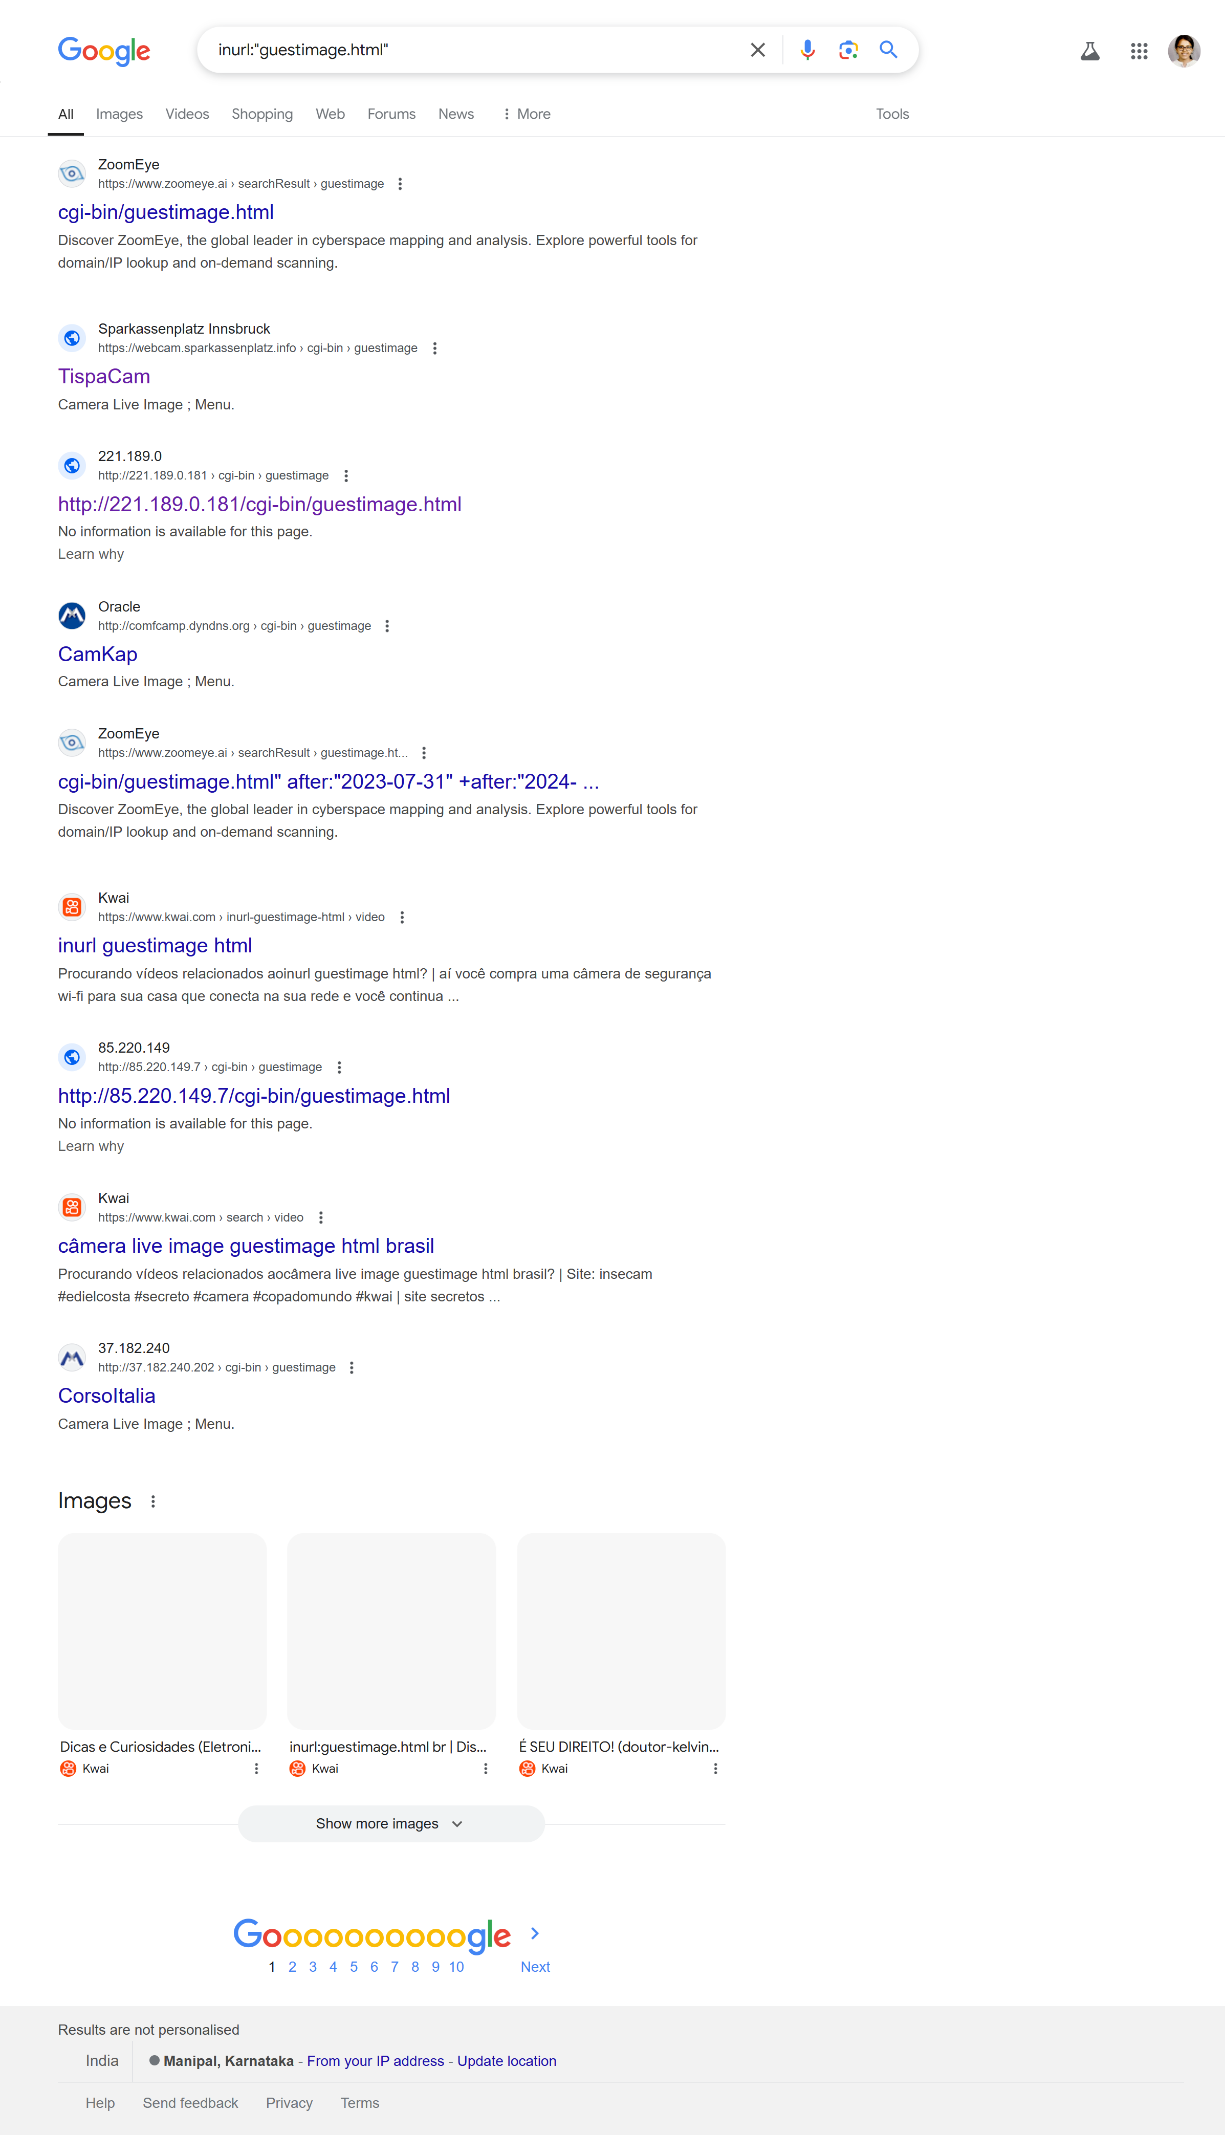 Google
inurl:"guestimage.html"
All Images Videos Shopping Web Forums News More Tools
ZoomEye
https://www.zoomeye.ai › searchResult › guestimage
cgi-bin/guestimage.html
Discover ZoomEye, the global leader in cyberspace mapping and analysis. Explore powerful tools for
domain/IP lookup and on-demand scanning.
Sparkassenplatz Innsbruck
https://webcam.sparkassenplatz.info › cgi-bin › guestimage
TispaCam
Camera Live Image ; Menu.
221.189.0
http://221.189.0.181 › cgi-bin › guestimage
http://221.189.0.181/cgi-bin/guestimage.html
No information is available for this page.
Learn why
Oracle
http://comfcamp.dyndns.org › cgi-bin › guestimage
CamKap
Camera Live Image ; Menu.
ZoomEye
https://www.zoomeye.ai › searchResult › guestimage.ht...
cgi-bin/guestimage.html" after:"2023-07-31" +after:"2024- ...
Discover ZoomEye, the global leader in cyberspace mapping and analysis. Explore powerful tools for
domain/IP lookup and on-demand scanning.
Kwai
https://www.kwai.com › inurl-guestimage-html › video
inurl guestimage html
Procurando vídeos relacionados aoinurl guestimage html? | aí você compra uma câmera de segurança
wi-fi para sua casa que conecta na sua rede e você continua ...
85.220.149
http://85.220.149.7 › cgi-bin › guestimage
http://85.220.149.7/cgi-bin/guestimage.html
No information is available for this page.
Learn why
Kwai
https://www.kwai.com › search › video
câmera live image guestimage html brasil
Procurando vídeos relacionados aocâmera live image guestimage html brasil? | Site: insecam
#edielcosta #secreto #camera #copadomundo #kwai | site secretos ...
37.182.240
http://37.182.240.202 › cgi-bin › guestimage
CorsoItalia
Camera Live Image ; Menu.
Images
Dicas e Curiosidades (Eletroni... inurl:guestimage.html br | Dis... É SEU DIREITO! (doutor-kelvin...
Kwai Kwai Kwai
Show more images
Goooooooooogle
1 2 3 4 5 6 7 8 9 10 Next
Results are not personalised
India Manipal, Karnataka - From your IP address - Update location
Help Send feedback Privacy Terms